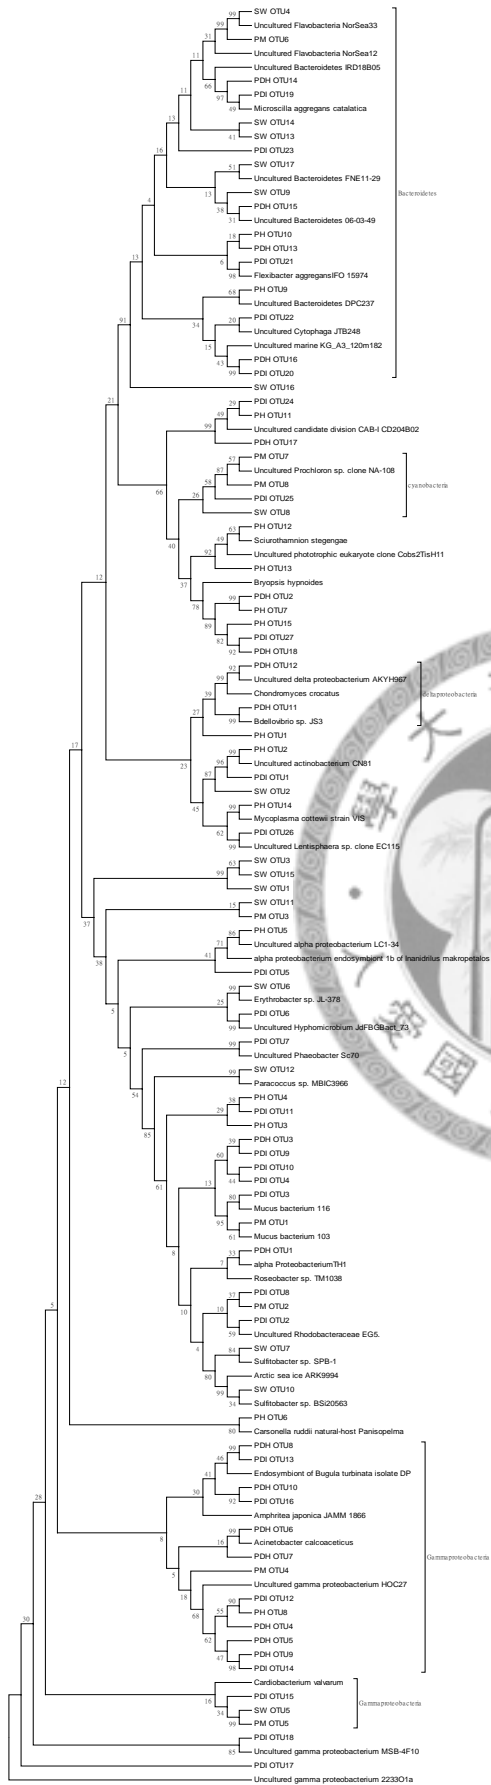 SW OTU4
Uncultured Flavobacteria NorSea33
PM OTU6
Uncultured Flavobacteria NorSea12
Uncultured Bacteroidetes IRD18B05
PDH OTU14
PDI OTU19
Microscilla aggregans catalatica
SW OTU14
SW OTU13
PDI OTU23
SW OTU17
Uncultured Bacteroidetes FNE11-29
SW OTU9
PDH OTU15
Uncultured Bacteroidetes 06-03-49
PH OTU10
PDH OTU13
PDI OTU21
Flexibacter aggregansIFO 15974
PH OTU9
Uncultured Bacteroidetes DPC237
PDI OTU22
Uncultured Cytophaga JTB248
Uncultured marine KG_A3_120m182
PDH OTU16
PDI OTU20
Bacteroidetes
SW OTU16
PDI OTU24
PH OTU11
Uncultured candidate division CAB-I CD204B02
PDH OTU17
PM OTU7
Uncultured Prochloron sp. clone NA-108
PM OTU8
PDI OTU25
SW OTU8
cyanobacteria
PH OTU12
Sciurothamnion stegengae
Uncultured phototrophic eukaryote clone Cobs2TisH11
PH OTU13
Bryopsis hypnoides
PDH OTU2
PH OTU7
PH OTU15
PDI OTU27
PDH OTU18
PDH OTU12
Uncultured delta proteobacterium AKYH967
Chondromyces crocatus
PDH OTU11
Bdellovibrio sp. JS3
deltaproteobacteria
PH OTU1
PH OTU2
Uncultured actinobacterium CN81
PDI OTU1
SW OTU2
PH OTU14
Mycoplasma cottewii strain VIS
PDI OTU26
Uncultured Lentisphaera sp. clone EC115
SW OTU3
SW OTU15
SW OTU1
SW OTU11
PM OTU3
PH OTU5
Uncultured alpha proteobacterium LC1-34
alpha proteobacterium endosymbiont 1b of Inanidrilus makropetalos
PDI OTU5
SW OTU6
Erythrobacter sp. JL-378
PDI OTU6
Uncultured Hyphomicrobium JdFBGBact_73
PDI OTU7
Uncultured Phaeobacter Sc70
SW OTU12
Paracoccus sp. MBIC3966
PH OTU4
PDI OTU11
PH OTU3
PDH OTU3
PDI OTU9
PDI OTU10
PDI OTU4
PDI OTU3
Mucus bacterium 116
PM OTU1
Mucus bacterium 103
PDH OTU1
alpha ProteobacteriumTH1
Roseobacter sp. TM1038
PDI OTU8
PM OTU2
PDI OTU2
Uncultured Rhodobacteraceae EG5.
SW OTU7
Sulfitobacter sp. SPB-1
Arctic sea ice ARK9994
SW OTU10
Sulfitobacter sp. BSi20563
PH OTU6
Carsonella ruddii natural-host Panisopelma
PDH OTU8
PDI OTU13
Endosymbiont of Bugula turbinata isolate DP
PDH OTU10
PDI OTU16
Amphritea japonica JAMM 1866
PDH OTU6
Acinetobacter calcoaceticus
PDH OTU7
PM OTU4
Uncultured gamma proteobacterium HOC27
PDI OTU12
PH OTU8
PDH OTU4
PDH OTU5
PDH OTU9
PDI OTU14
Gammaproteobacteria
Cardiobacterium valvarum
PDI OTU15
SW OTU5
PM OTU5
Gammaproteobacteria
PDI OTU18
Uncultured gamma proteobacterium MSB-4F10
PDI OTU17
Uncultured gamma proteobacterium 2233O1a